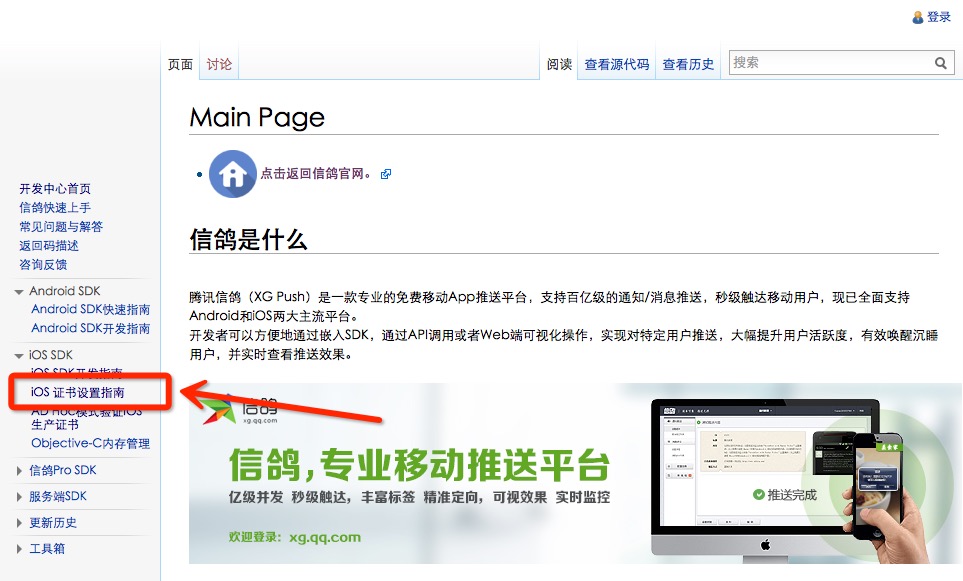 登录
页面
讨论
阅读
查看源代码
查看历史
搜索
Main Page
点击返回信鸽官网。
开发中心首页
信鸽快速上手
常见问题与解答
返回码描述
咨询反馈
Android SDK
Android SDK快速指南
Android SDK开发指南
iOS SDK
iOS SDK开发指南
iOS 证书设置指南
AD Hoc模式验证iOS
生产证书
Objective-C内存管理
信鸽Pro SDK
服务端SDK
更新历史
工具箱
信鸽是什么
腾讯信鸽（XG Push）是一款专业的免费移动App推送平台，支持百亿级的通知/消息推送，秒级触达移动用户，现已全面支持
Android和iOS两大主流平台。
开发者可以方便地通过嵌入SDK，通过API调用或者Web端可视化操作，实现对特定用户推送，大幅提升用户活跃度，有效唤醒沉睡
用户，并实时查看推送效果。
信鸽
xg.qq.com
信鸽,专业移动推送平台
亿级并发 秒级触达，丰富标签 精准定向，可视效果 实时监控
欢迎登录：xg.qq.com
推送完成